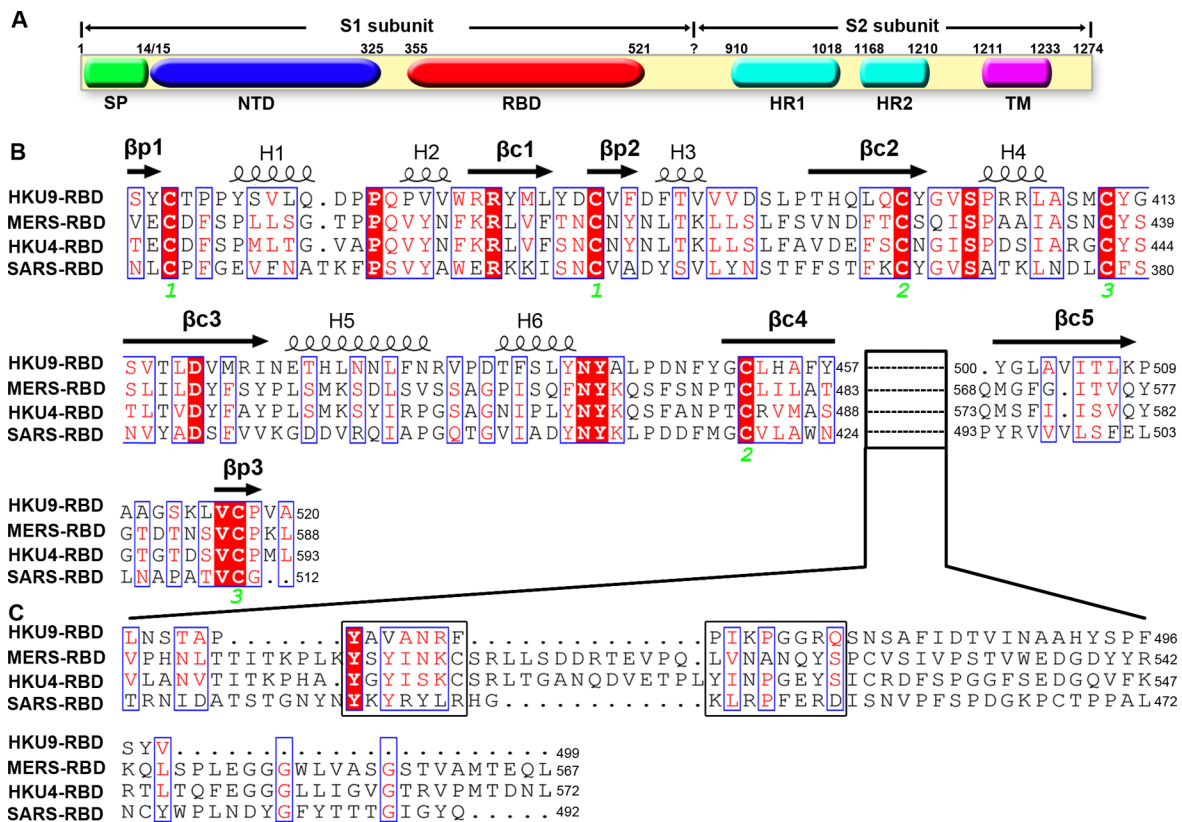 A
S1 subunit S2 subunit
1 14/15 325 355 521 ? 910 1018 1168 1210 1211 1233 1274
SP NTD RBD HR1 HR2 TM
B
βp1 H1 H2 βc1 βp2 H3 βc2 H4
HKU9-RBD SYCTPPYSVLQ.DPPQPVVWRRYMLYDCVFDFTVVVDSLPTHQLQCYGVSPRRLASMCYG 413
MERS-RBD VECDFSPLLSG.TPPQVYNFKRLVFTNCNYNLTKLLSLFSVNDFTCSQISPAAIASNCYS 439
HKU4-RBD TECDFSPMLTG.VAPQVYNFKRLVFSNCNYNLTKLLSLFAVDEFSCNGISPDSIARGCYS 444
SARS-RBD NLCPFGEVFNATKFPSVYAWERKKISNCVADYSVLYNSTFFSTFKCYGVSATKLNDLCFS 380
1 1 2 3
βc3 H5 H6 βc4 βc5
HKU9-RBD SVTLDVMRINETHLNNLFNRVPDTFSLYNYALPDNFYGCLHAFY 457 500 .YGLAVITLKP 509
MERS-RBD SLILDYFSYPLSMKSDLSVSSAGPISQFNYKQSFSNPTCLILAT 483 568 QMGFG.ITVQY 577
HKU4-RBD TLTVDYFAYPLSMKSYIRPGSAGNIPLYNYKQSFANPTCRVMAS 488 573 QMSFI.ISVQY 582
SARS-RBD NVYADSFVVKGDDVRQIAPGQTGVIADYNYKLPDDFMGCVLAWN 424 493 PYRVVVLSFEL 503
2
βp3
HKU9-RBD AAGSKLVCPVA 520
MERS-RBD GTDTNSVCPKL 588
HKU4-RBD GTGTDSVCPML 593
SARS-RBD LNAPATVCG.. 512
3
C
HKU9-RBD LNSTAP.......YAVANRF...............PIKPGGRQSNSAFIDTVINAAHYSPF 496
MERS-RBD VPHNLTTITKPLKYSYINKCSRLLSDDRTEVPQ.LVNANQYSPCVSIVPSTVWEDGDYYR 542
HKU4-RBD VLANVTITKPHA.YGYISKCSRLTGANQDVETPLYINPGEYSICRDFSPGGFSEDGQVFK 547
SARS-RBD TRNIDATSTGNYNYKYRYLRHG............KLRPFERDISNVPFSPDGKPCTPPAL 472
HKU9-RBD SYV....................... 499
MERS-RBD KQLSPLEGGGWLVASGSTVAMTEQL 567
HKU4-RBD RTLTQFEGGGLLIGVGTRVPMTDNL 572
SARS-RBD NCYWPLNDYGFYTTTGIGYQ..... 492